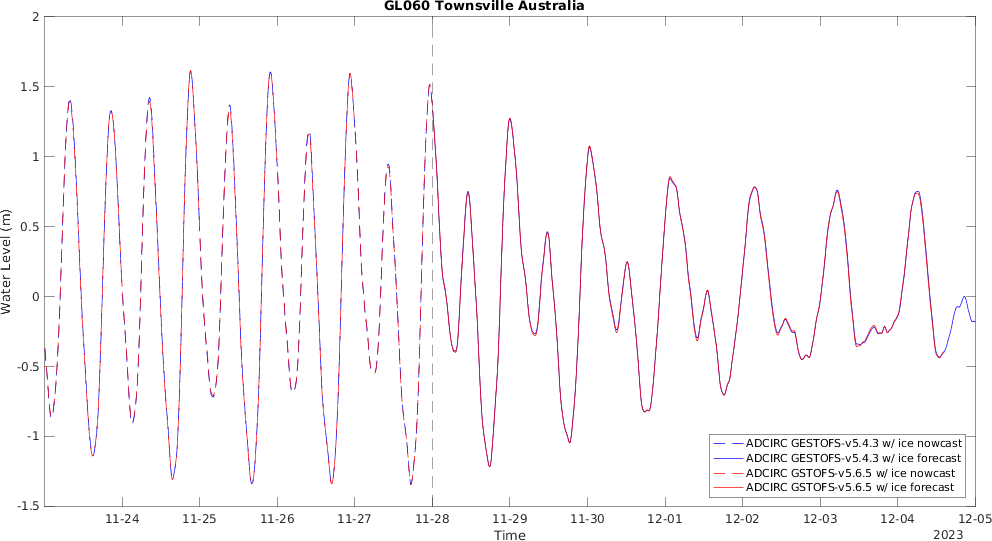 GL060 Townsville Australia
2
1.5
1
0.5
0
-0.5
-1
-1.5
Water Level (m)
ADCIRC GESTOFS-v5.4.3 w/ ice nowcast
ADCIRC GESTOFS-v5.4.3 w/ ice forecast
ADCIRC GSTOFS-v5.6.5 w/ ice nowcast
ADCIRC GSTOFS-v5.6.5 w/ ice forecast
11-24 11-25 11-26 11-27 11-28 11-29 11-30 12-01 12-02 12-03 12-04 12-05
Time
2023